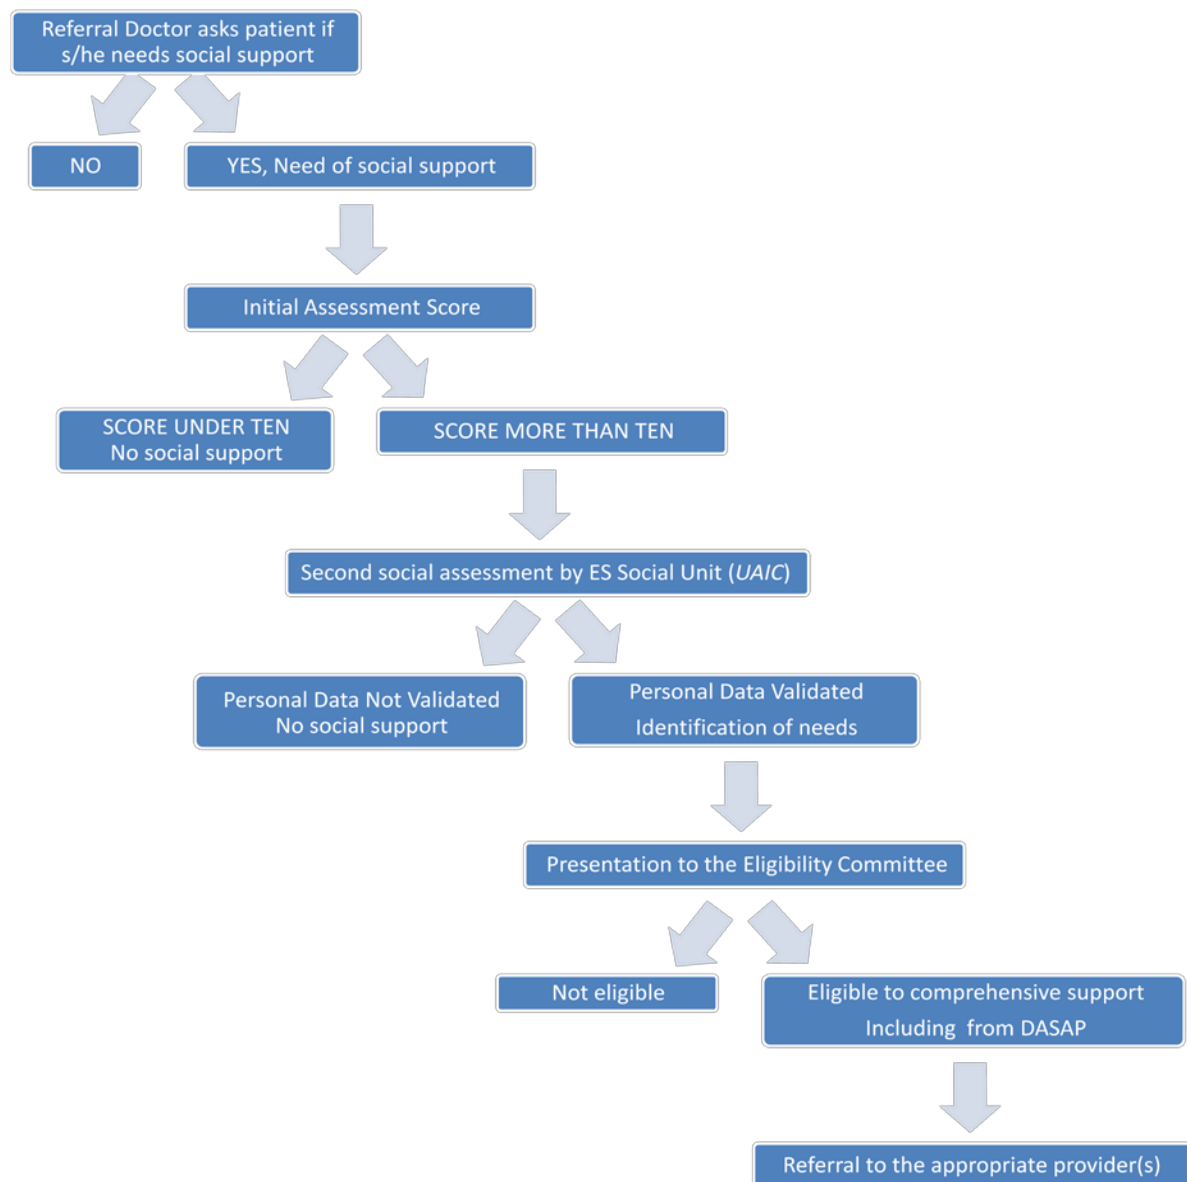 Referral Doctor asks patient if
s/he needs social support
NO
YES, Need of social support
Initial Assessment Score
SCORE UNDER TEN
No social support
SCORE MORE THAN TEN
Second social assessment by ES Social Unit (UAIC)
Personal Data Not Validated
No social support
Personal Data Validated
Identification of needs
Presentation to the Eligibility Committee
Not eligible
Eligible to comprehensive support
Including from DASAP
Referral to the appropriate provider(s)